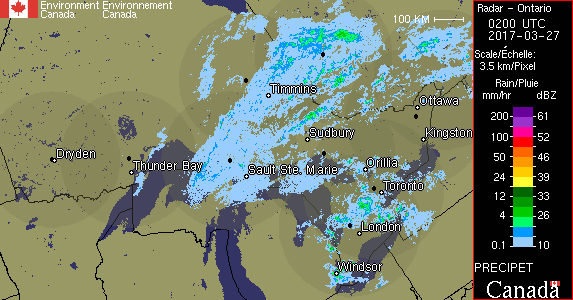 Environment Environnement
Canada Canada
100 KM
Timmins
Ottawa
Sudbury
Kingston
Dryden
Thunder Bay
Sault Ste. Marie
Orillia
Toronto
London
Windsor
Radar - Ontario
0200 UTC
2017-03-27
Scale/Échelle:
3.5 km/Pixel
Rain/Pluie
mm/hr dBZ
200 61
100 52
50 46
24 39
12 33
4 26
0.1 10
PRECIPET
Canada